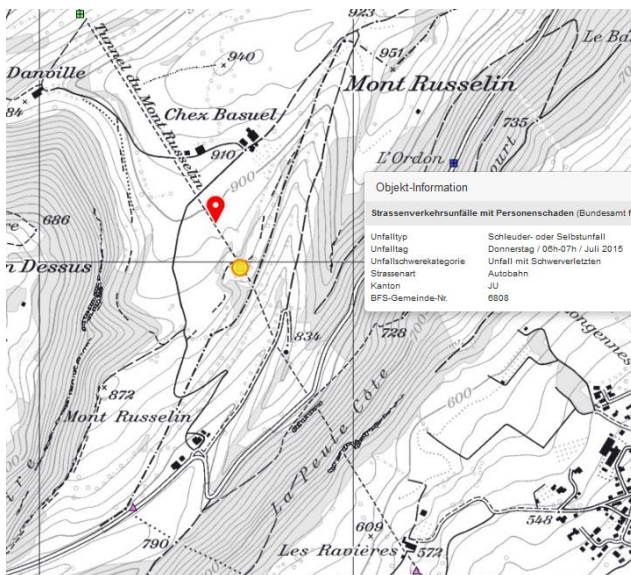 923
951
Le Ba
940
Danville
Mont Russelin
Tunnel du Mont Russelin
84
Chez Basuel
735
910
L'Ordon
court
900
686
n Dessus
Objekt-Information
Strassenverkehrsunfälle mit Personenschaden (Bundesamt f
Unfalltyp Schleuder- oder Selbstunfall
Unfalltag Donnerstag / 06h-07h / Juli 2015
Unfallschwerekategorie Unfall mit Schwerverletzten
Strassenart Autobahn
Kanton JU
BFS-Gemeinde-Nr. 6808
834
728
700
ongennes
872
600
Mont Russelin
La Peute Côte
tre
609
548
790
Les Ravières
572